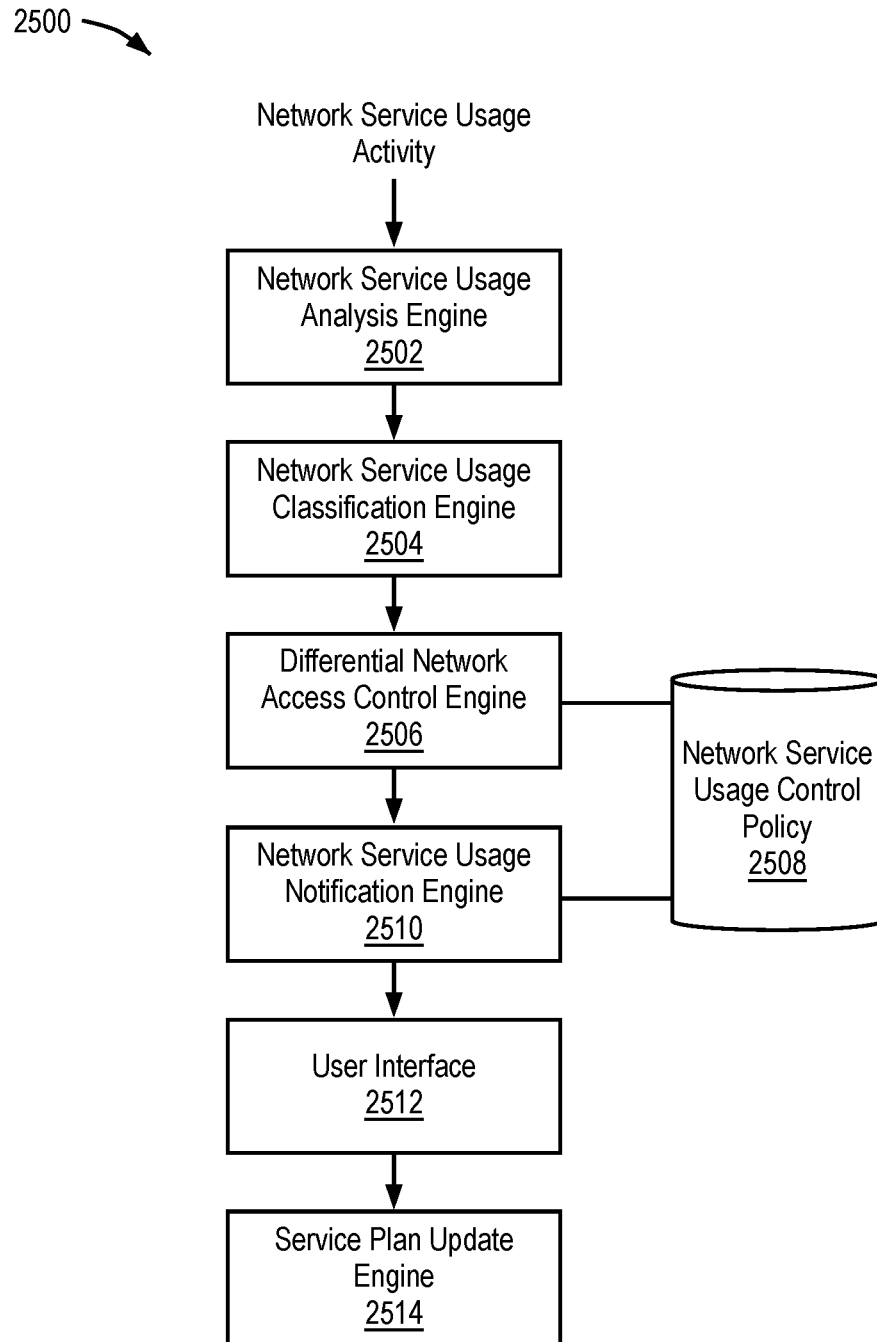 2500
Network Service Usage
Activity
Network Service Usage
Analysis Engine
2502
Network Service Usage
Classification Engine
2504
Differential Network
Access Control Engine
2506
Network Service
Usage Control
Policy
2508
Network Service Usage
Notification Engine
2510
User Interface
2512
Service Plan Update
Engine
2514